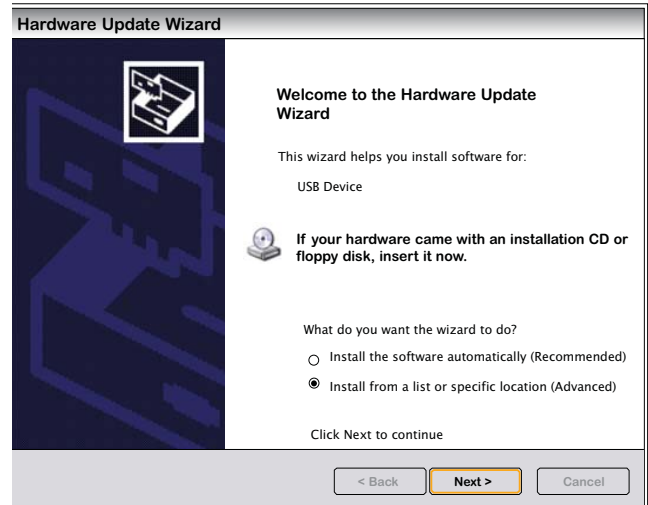 Hardware Update Wizard
Welcome to the Hardware Update
Wizard
This wizard helps you install software for:
USB Device
If your hardware came with an installation CD or
floppy disk, insert it now.
What do you want the wizard to do?
Install the software automatically (Recommended)
Install from a list or specific location (Advanced)
Click Next to continue
< Back
Next >
Cancel